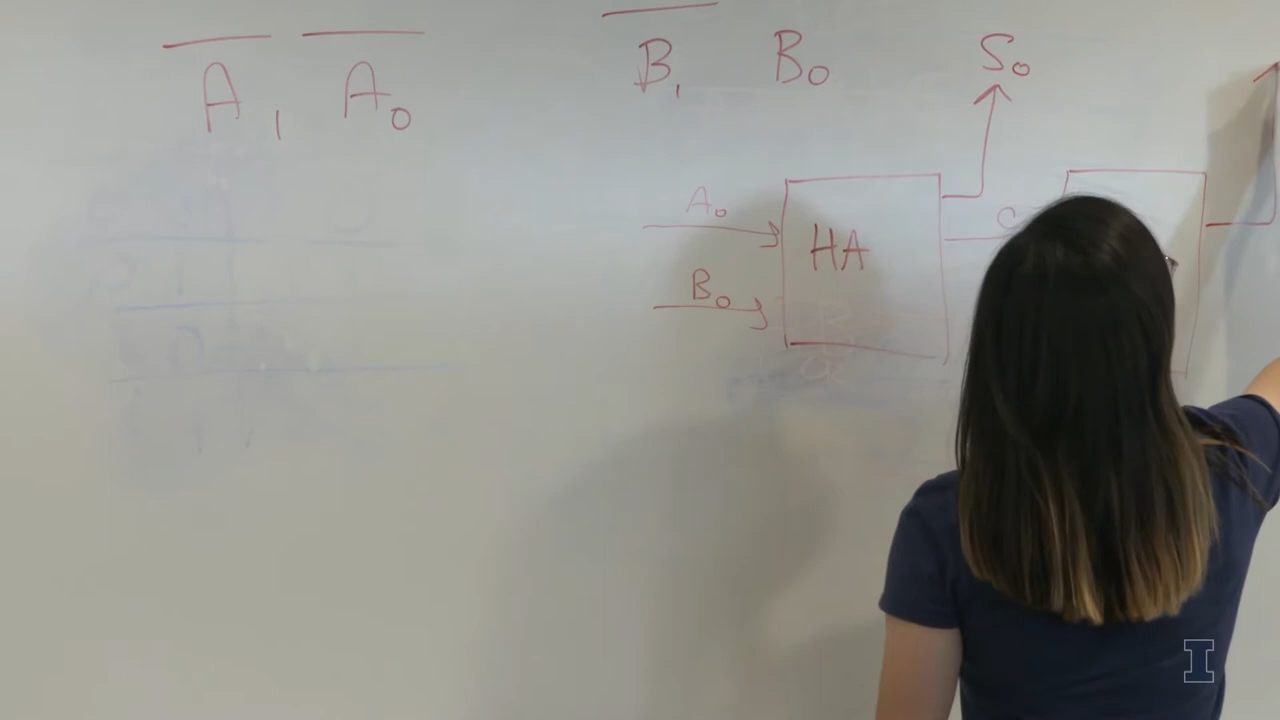 A₁ A₀ B₁ B₀ S₀
A₀
HA
C
B₀
I